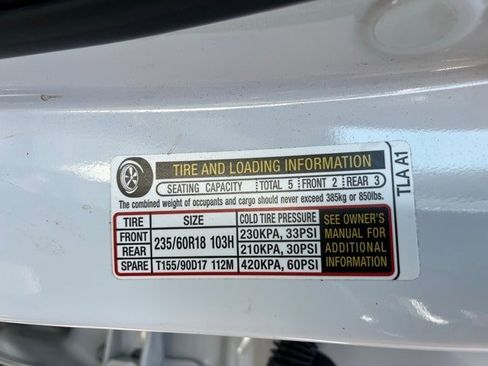 TIRE AND LOADING INFORMATION
SEATING CAPACITY TOTAL 5 FRONT 2 REAR 3
The combined weight of occupants and cargo should never exceed 385kg or 850lbs.
TIRE SIZE COLD TIRE PRESSURE
FRONT 235/60R18 103H 230KPA, 33PSI
REAR 210KPA, 30PSI
SPARE T155/90D17 112M 420KPA, 60PSI
SEE OWNER'S
MANUAL FOR
ADDITIONAL
INFORMATION
TLA A1